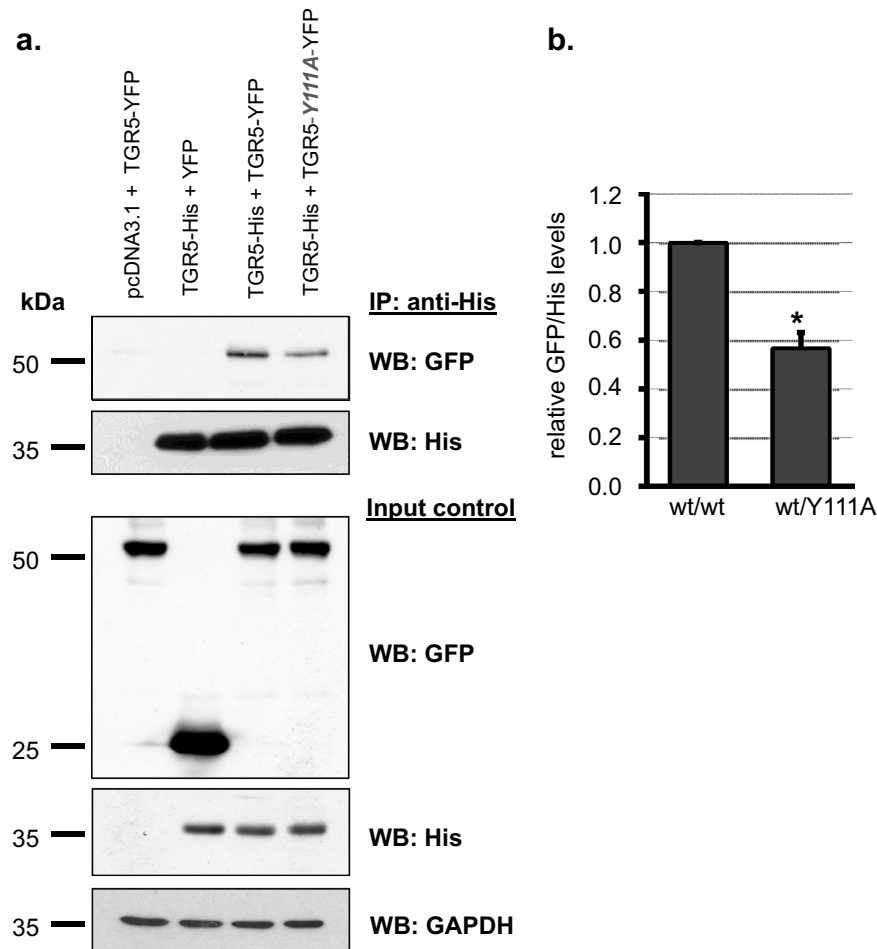 a.
pcDNA3.1 + TGR5-YFP
TGR5-His + YFP
TGR5-His + TGR5-YFP
TGR5-His + TGR5-Y111A-YFP
kDa
IP: anti-His
50
WB: GFP
35
WB: His
Input control
50
WB: GFP
25
35
WB: His
35
WB: GAPDH
b.
relative GFP/His levels
1.2
1.0
0.8
0.6
0.4
0.2
0.0
*
wt/wt
wt/Y111A